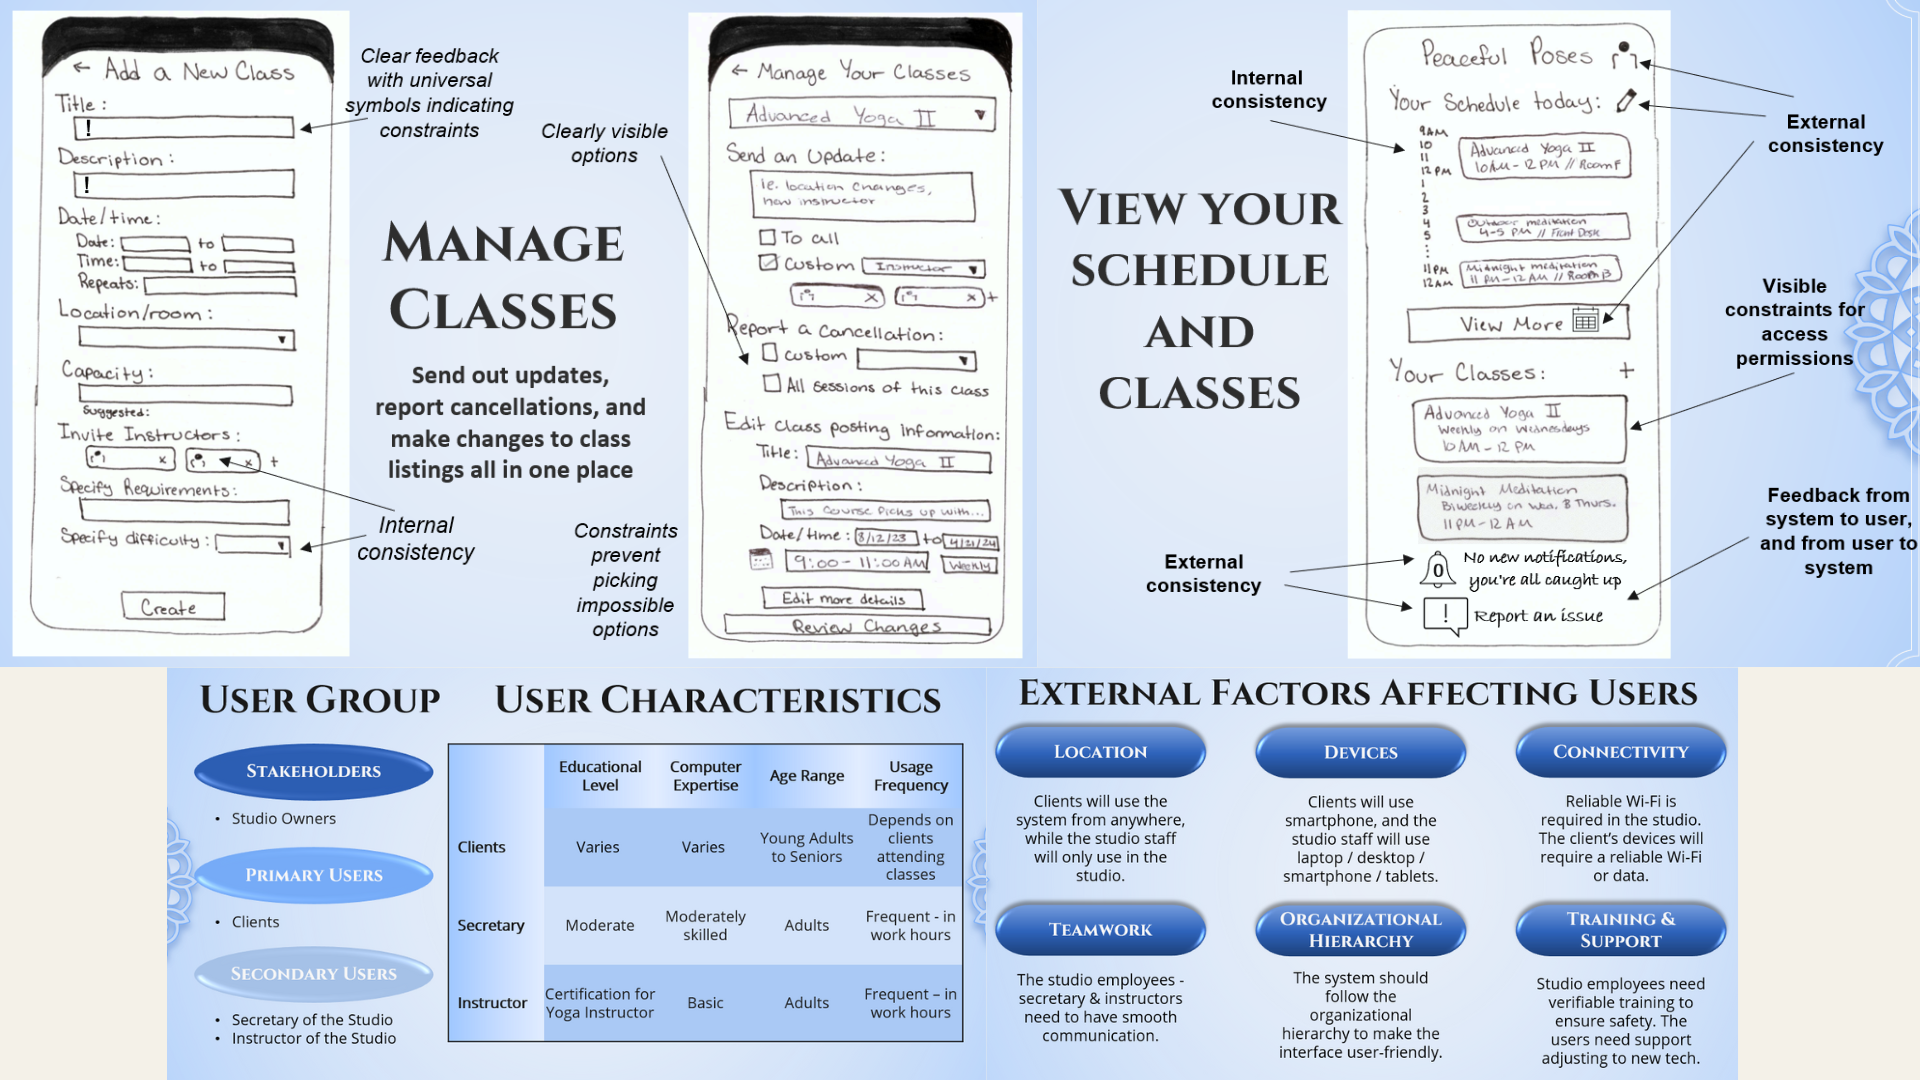 ← Add a New Class
Title :
!
Description :
!
Date/time :
Date: to
Time: to
Repeats:
Location/room :
Capacity:
Suggested:
Invite Instructors :
x x +
Specify Requirements:
Specify difficulty :
Create
Clear feedback
with universal
symbols indicating
constraints
MANAGE
CLASSES
Send out updates,
report cancellations, and
make changes to class
listings all in one place
Internal
consistency
Clearly visible
options
Constraints
prevent
picking
impossible
options
← Manage Your Classes
Advanced Yoga II
Send an Update:
ie. location changes,
new instructor
To all
Custom Instructor
x x +
Report a Cancellation:
Custom
All sessions of this class
Edit class posting information:
Title: Advanced Yoga II
Description :
This course picks up with...
Date/time: 8/12/23 to 4/21/24
9:00 - 11:00 AM Weekly
Edit more details
Review Changes
VIEW YOUR
SCHEDULE
AND
CLASSES
Internal
consistency
External
consistency
Peaceful Poses
Your Schedule today:
9AM
10
11
12PM
1
2
3
4
5
11PM
12AM
Advanced Yoga II
10AM - 12 PM // Room F
Outdoor meditation
4-5 PM // Front Desk
Midnight meditation
11 PM - 12 AM // Room B
View More
Your Classes: +
Advanced Yoga II
Weekly on Wednesdays
10 AM - 12 PM
Midnight Meditation
Biweekly on Wed. & Thurs.
11 PM - 12 AM
0
No new notifications,
you're all caught up
! Report an issue
External
consistency
Visible
constraints for
access
permissions
Feedback from
system to user,
and from user to
system
USER GROUP
STAKEHOLDERS
• Studio Owners
PRIMARY USERS
• Clients
SECONDARY USERS
• Secretary of the Studio
• Instructor of the Studio
USER CHARACTERISTICS
Educational Level Computer Expertise Age Range Usage Frequency
Clients Varies Varies Young Adults to Seniors Depends on clients attending classes
Secretary Moderate Moderately skilled Adults Frequent - in work hours
Instructor Certification for Yoga Instructor Basic Adults Frequent – in work hours
EXTERNAL FACTORS AFFECTING USERS
LOCATION
Clients will use the
system from anywhere,
while the studio staff
will only use in the
studio.
DEVICES
Clients will use
smartphone, and the
studio staff will use
laptop / desktop /
smartphone / tablets.
CONNECTIVITY
Reliable Wi-Fi is
required in the studio.
The client’s devices will
require a reliable Wi-Fi
or data.
TEAMWORK
The studio employees -
secretary & instructors
need to have smooth
communication.
ORGANIZATIONAL
HIERARCHY
The system should
follow the
organizational
hierarchy to make the
interface user-friendly.
TRAINING &
SUPPORT
Studio employees need
verifiable training to
ensure safety. The
users need support
adjusting to new tech.